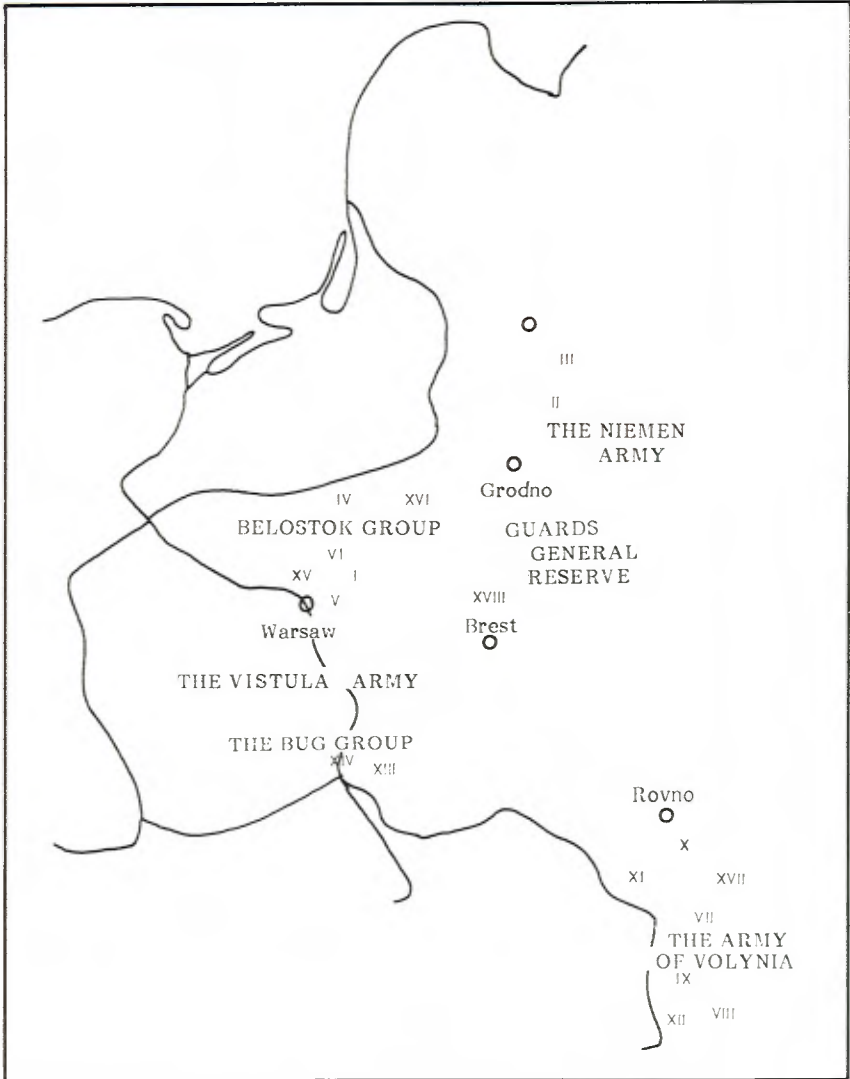 III
II
THE NIEMEN
ARMY
Grodno
IV XVI
BELOSTOK GROUP
GUARDS
GENERAL
RESERVE
VI
XV I
V
XVIII
Warsaw
Brest
THE VISTULA ARMY
THE BUG GROUP
XIV
XIII
Rovno
X
XI XVII
VII
THE ARMY
OF VOLYNIA
IX
XII VIII